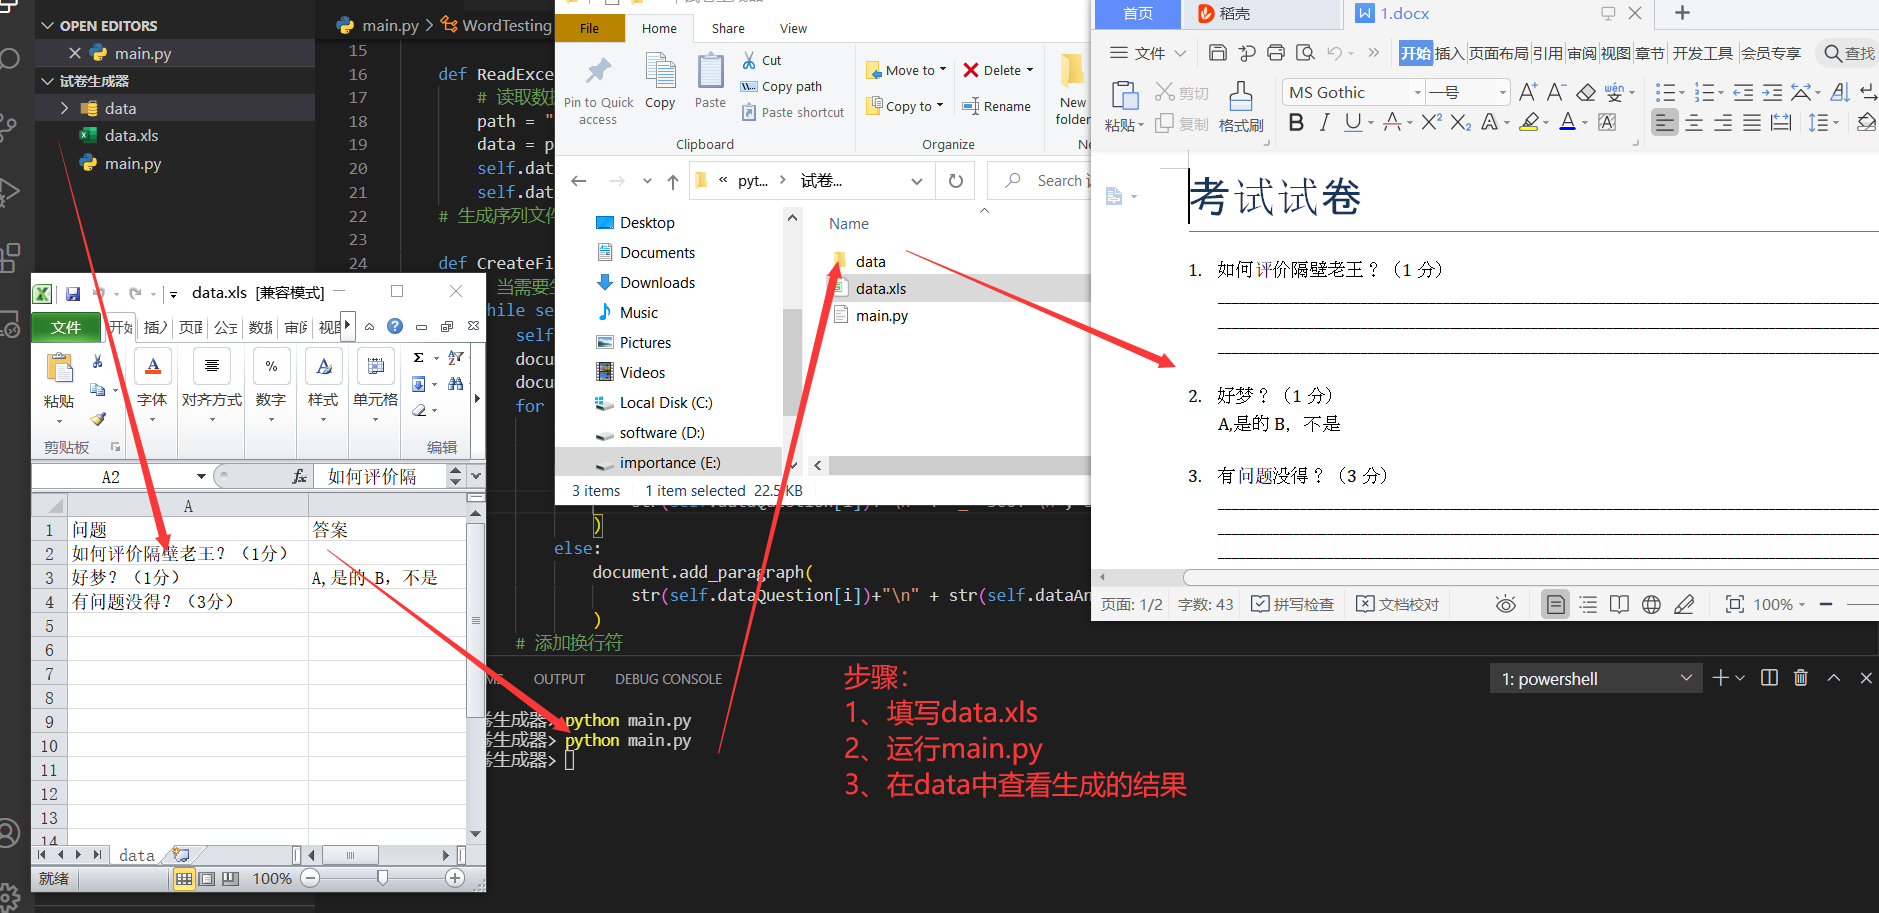 OPEN EDITORS
main.py
试卷生成器
data
data.xls
main.py
main.py > WordTesting
15
16 def ReadExce
17 # 读取数据
18 path = "
19 data = p
20 self.dat
21 self.dat
22 # 生成序列文件
23
24 def CreateFi
当需要生
hile se
self
docu
docu
for
)
else:
document.add_paragraph(
str(self.dataQuestion[i])+"\n" + str(self.dataAn
)
# 添加换行符
OUTPUT
DEBUG CONSOLE
1: powershell
卷生成器> python main.py
卷生成器> python main.py
卷生成器>
步骤：
1、填写data.xls
2、运行main.py
3、在data中查看生成的结果
data.xls [兼容模式]
文件 开始 插入 页面 公式 数据 审阅 视图
粘贴
字体
对齐方式
%
数字
样式
单元格
剪贴板
编辑
A2
fx
如何评价隔
A
1 问题 答案
2 如何评价隔壁老王？（1分）
3 好梦？（1分） A,是的 B，不是
4 有问题没得？（3分）
5
6
7
8
9
10
11
12
13
14
data
就绪
100%
File Home Share View
Pin to Quick access
Copy
Paste
Cut
Copy path
Paste shortcut
Clipboard
Move to
Copy to
Delete
Rename
Organize
New folder
« pyt... > 试卷...
Search
Desktop
Documents
Downloads
Music
Pictures
Videos
Local Disk (C:)
software (D:)
importance (E:)
Name
data
data.xls
main.py
3 items 1 item selected 22.5 KB
首页 稻壳 1.docx
文件
开始 插入 页面布局 引用 审阅 视图 章节 开发工具 会员专享 查找
粘贴
剪切
复制
格式刷
MS Gothic
一号
考试试卷
1. 如何评价隔壁老王？（1 分）
2. 好梦？（1 分）
A,是的 B，不是
3. 有问题没得？（3 分）
页面: 1/2 字数: 43 拼写检查 文档校对 100%